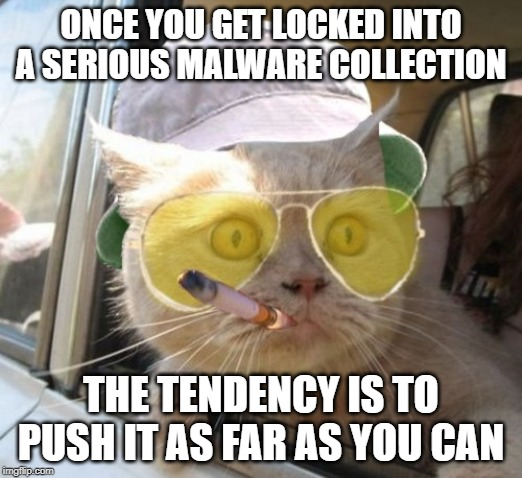 ONCE YOU GET LOCKED INTO
A SERIOUS MALWARE COLLECTION
THE TENDENCY IS TO
PUSH IT AS FAR AS YOU CAN
imgflip.com